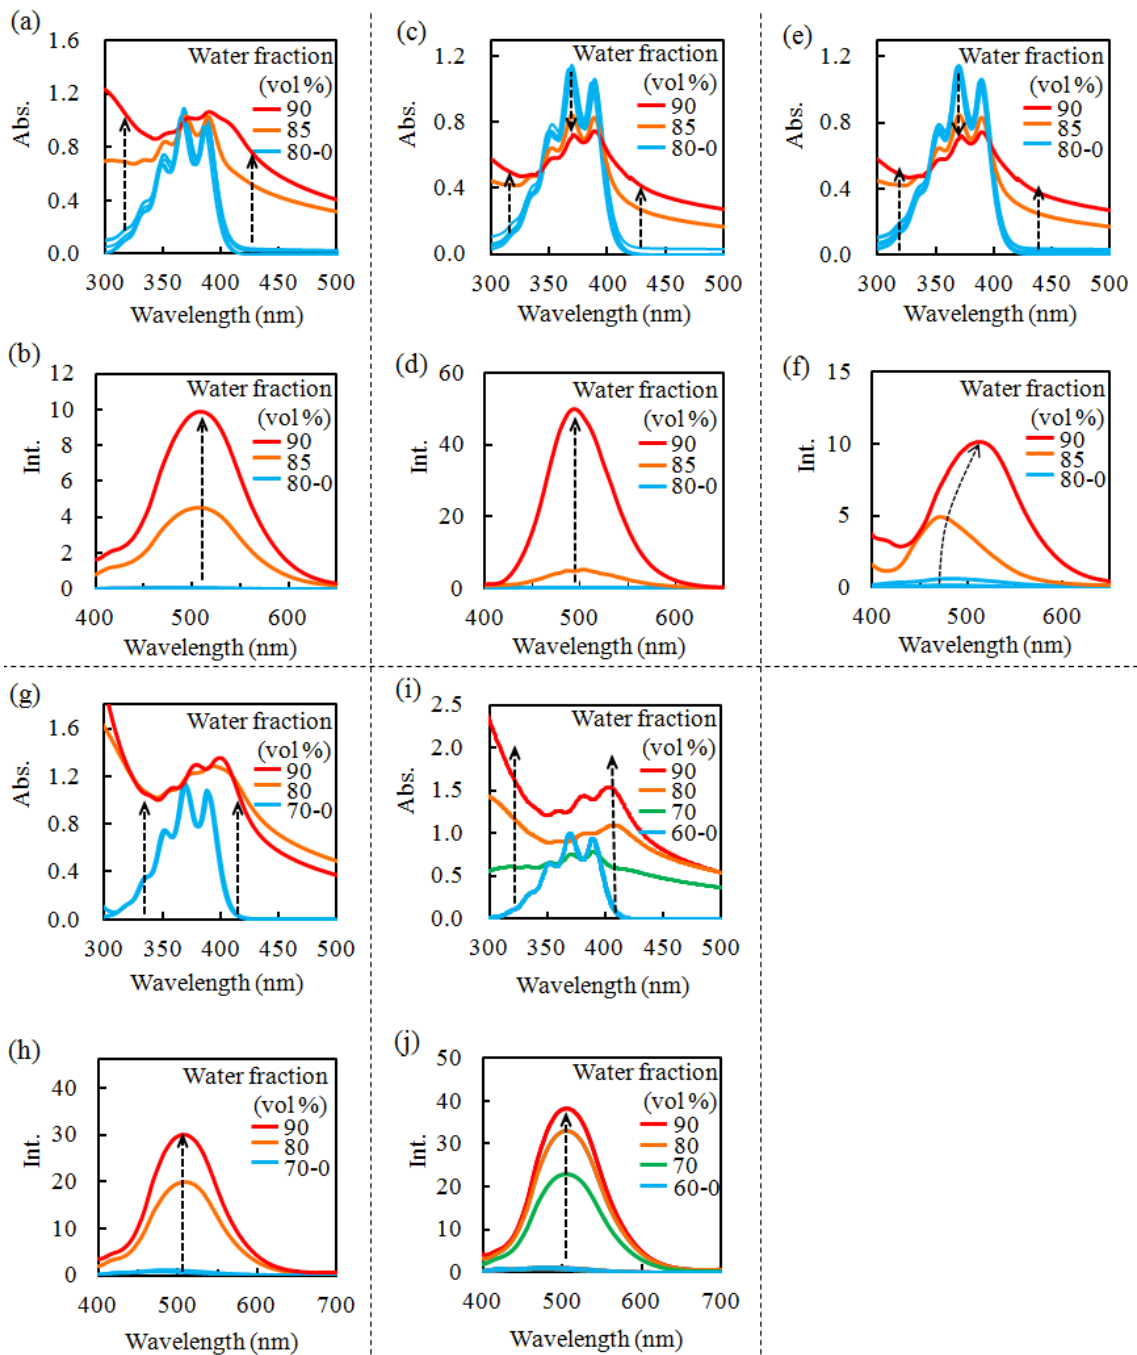 (a)
1.6
1.2
0.8
0.4
0.0
Abs.
Water fraction
(vol %)
90
85
80-0
300 350 400 450 500
Wavelength (nm)
(c)
1.2
0.8
0.4
0.0
Abs.
Water fraction
(vol %)
90
85
80-0
300 350 400 450 500
Wavelength (nm)
(e)
1.2
0.8
0.4
0.0
Abs.
Water fraction
(vol %)
90
85
80-0
300 350 400 450 500
Wavelength (nm)
(b)
12
10
8
6
4
2
0
Int.
Water fraction
(vol %)
90
85
80-0
400 500 600
Wavelength (nm)
(d)
60
40
20
0
Int.
Water fraction
(vol %)
90
85
80-0
400 500 600
Wavelength (nm)
(f)
15
10
5
0
Int.
Water fraction
(vol %)
90
85
80-0
400 500 600
Wavelength (nm)
(g)
1.6
1.2
0.8
0.4
0.0
Abs.
Water fraction
(vol %)
90
80
70-0
300 350 400 450 500
Wavelength (nm)
(i)
2.5
2.0
1.5
1.0
0.5
0.0
Abs.
Water fraction
(vol %)
90
80
70
60-0
300 350 400 450 500
Wavelength (nm)
(h)
40
30
20
10
0
Int.
Water fraction
(vol %)
90
80
70-0
400 500 600 700
Wavelength (nm)
(j)
50
40
30
20
10
0
Int.
Water fraction
(vol %)
90
80
70
60-0
400 500 600 700
Wavelength (nm)